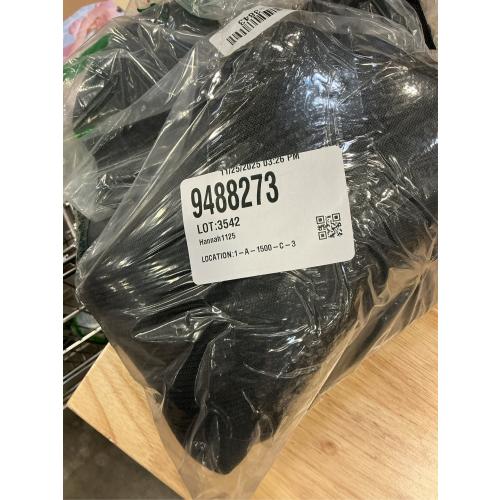 11/25/2025 03:26 PM
9488273
LOT:3542
Hannah1125
LOCATION:1-A-1500-C-3